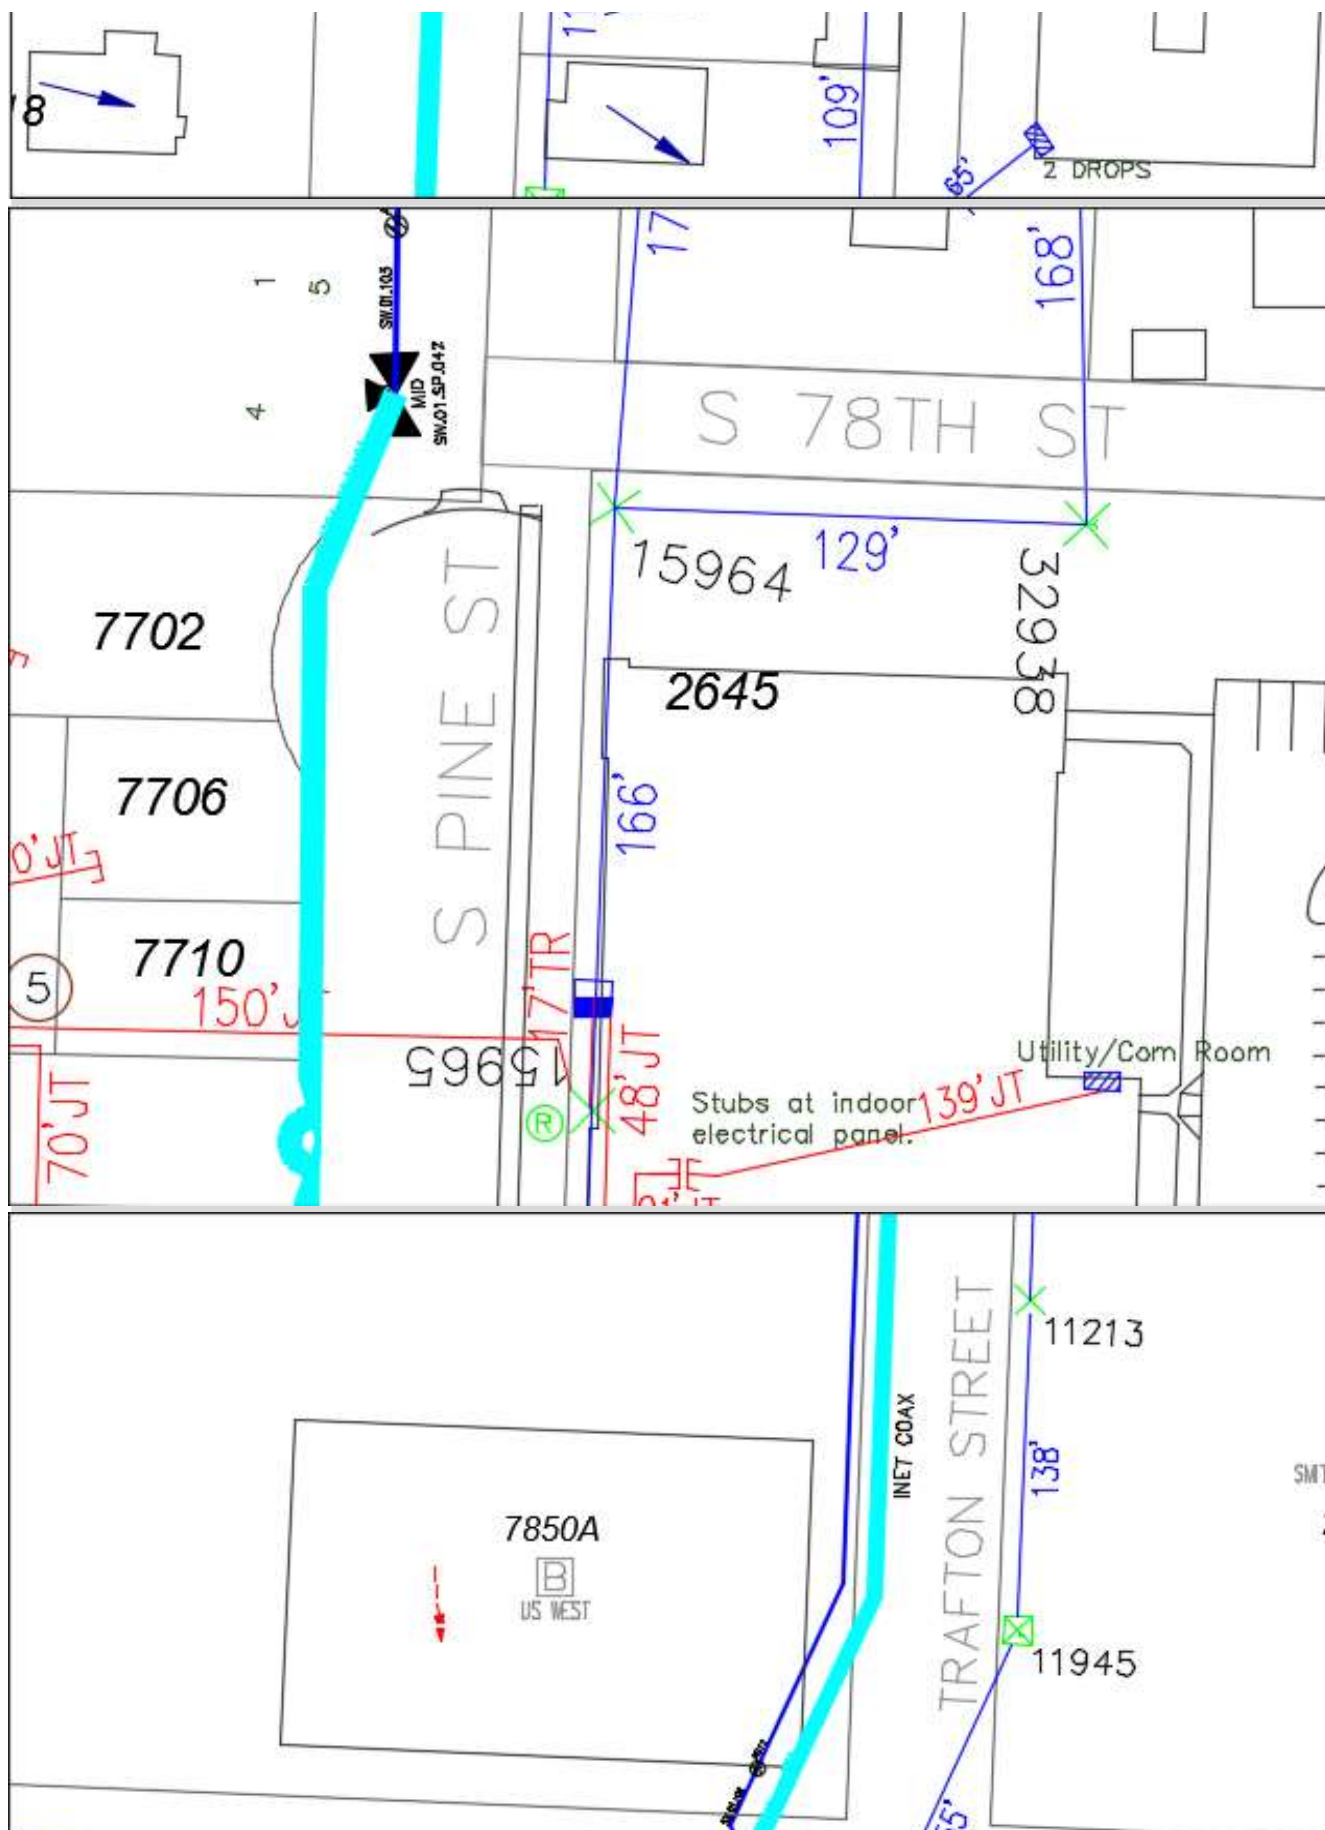 18
109'
65'
2 DROPS
17
168'
1
5
SW.01.103
4
MID
SW.01.SP.042
S 78TH ST
129'
15964
32938
7702
S PINE ST
2645
7706
166'
0'JT
7710
5
150'J
17'TR
15965
48'JT
70'JT
Utility/Com Room
Stubs at indoor
electrical panel.
139'JT
R
11213
INET COAX
TRAFTON STREET
138'
7850A
B
US WEST
11945